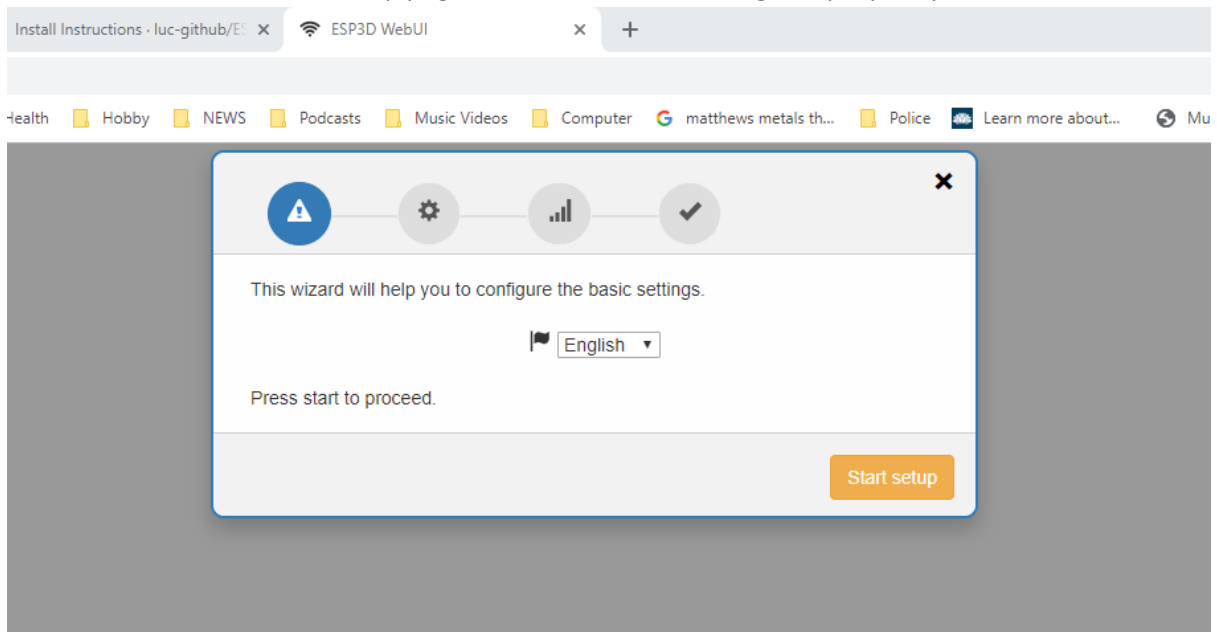 Install Instructions · luc-github/ES
ESP3D WebUI
Health Hobby NEWS Podcasts Music Videos Computer matthews metals th... Police Learn more about... Mu
This wizard will help you to configure the basic settings.
English
Press start to proceed.
Start setup